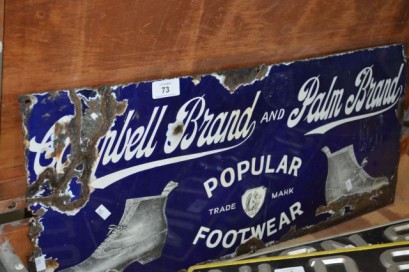 73
Brand AND Palm Brand
POPULAR
TRADE MARK
FOOTWEAR